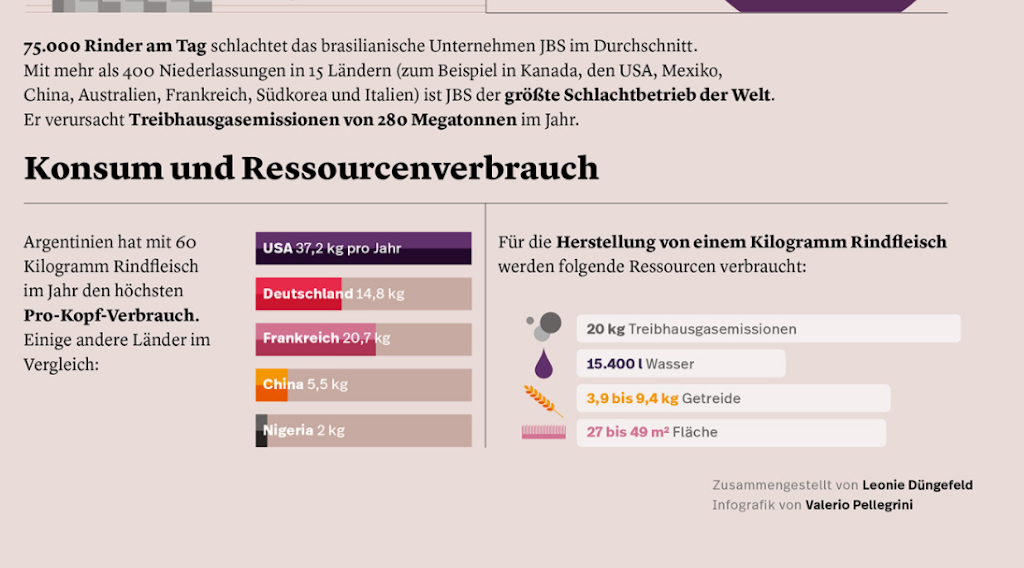 75.000 Rinder am Tag schlachtet das brasilianische Unternehmen JBS im Durchschnitt.
Mit mehr als 400 Niederlassungen in 15 Ländern (zum Beispiel in Kanada, den USA, Mexiko,
China, Australien, Frankreich, Südkorea und Italien) ist JBS der größte Schlachtbetrieb der Welt.
Er verursacht Treibhausgasemissionen von 280 Megatonnen im Jahr.
Konsum und Ressourcenverbrauch
Argentinien hat mit 60
Kilogramm Rindfleisch
im Jahr den höchsten
Pro-Kopf-Verbrauch.
Einige andere Länder im
Vergleich:
USA 37,2 kg pro Jahr
Deutschland 14,8 kg
Frankreich 20,7 kg
China 5,5 kg
Nigeria 2 kg
Für die Herstellung von einem Kilogramm Rindfleisch
werden folgende Ressourcen verbraucht:
20 kg Treibhausgasemissionen
15.400 l Wasser
3,9 bis 9,4 kg Getreide
27 bis 49 m² Fläche
Zusammengestellt von Leonie Düngefeld
Infografik von Valerio Pellegrini